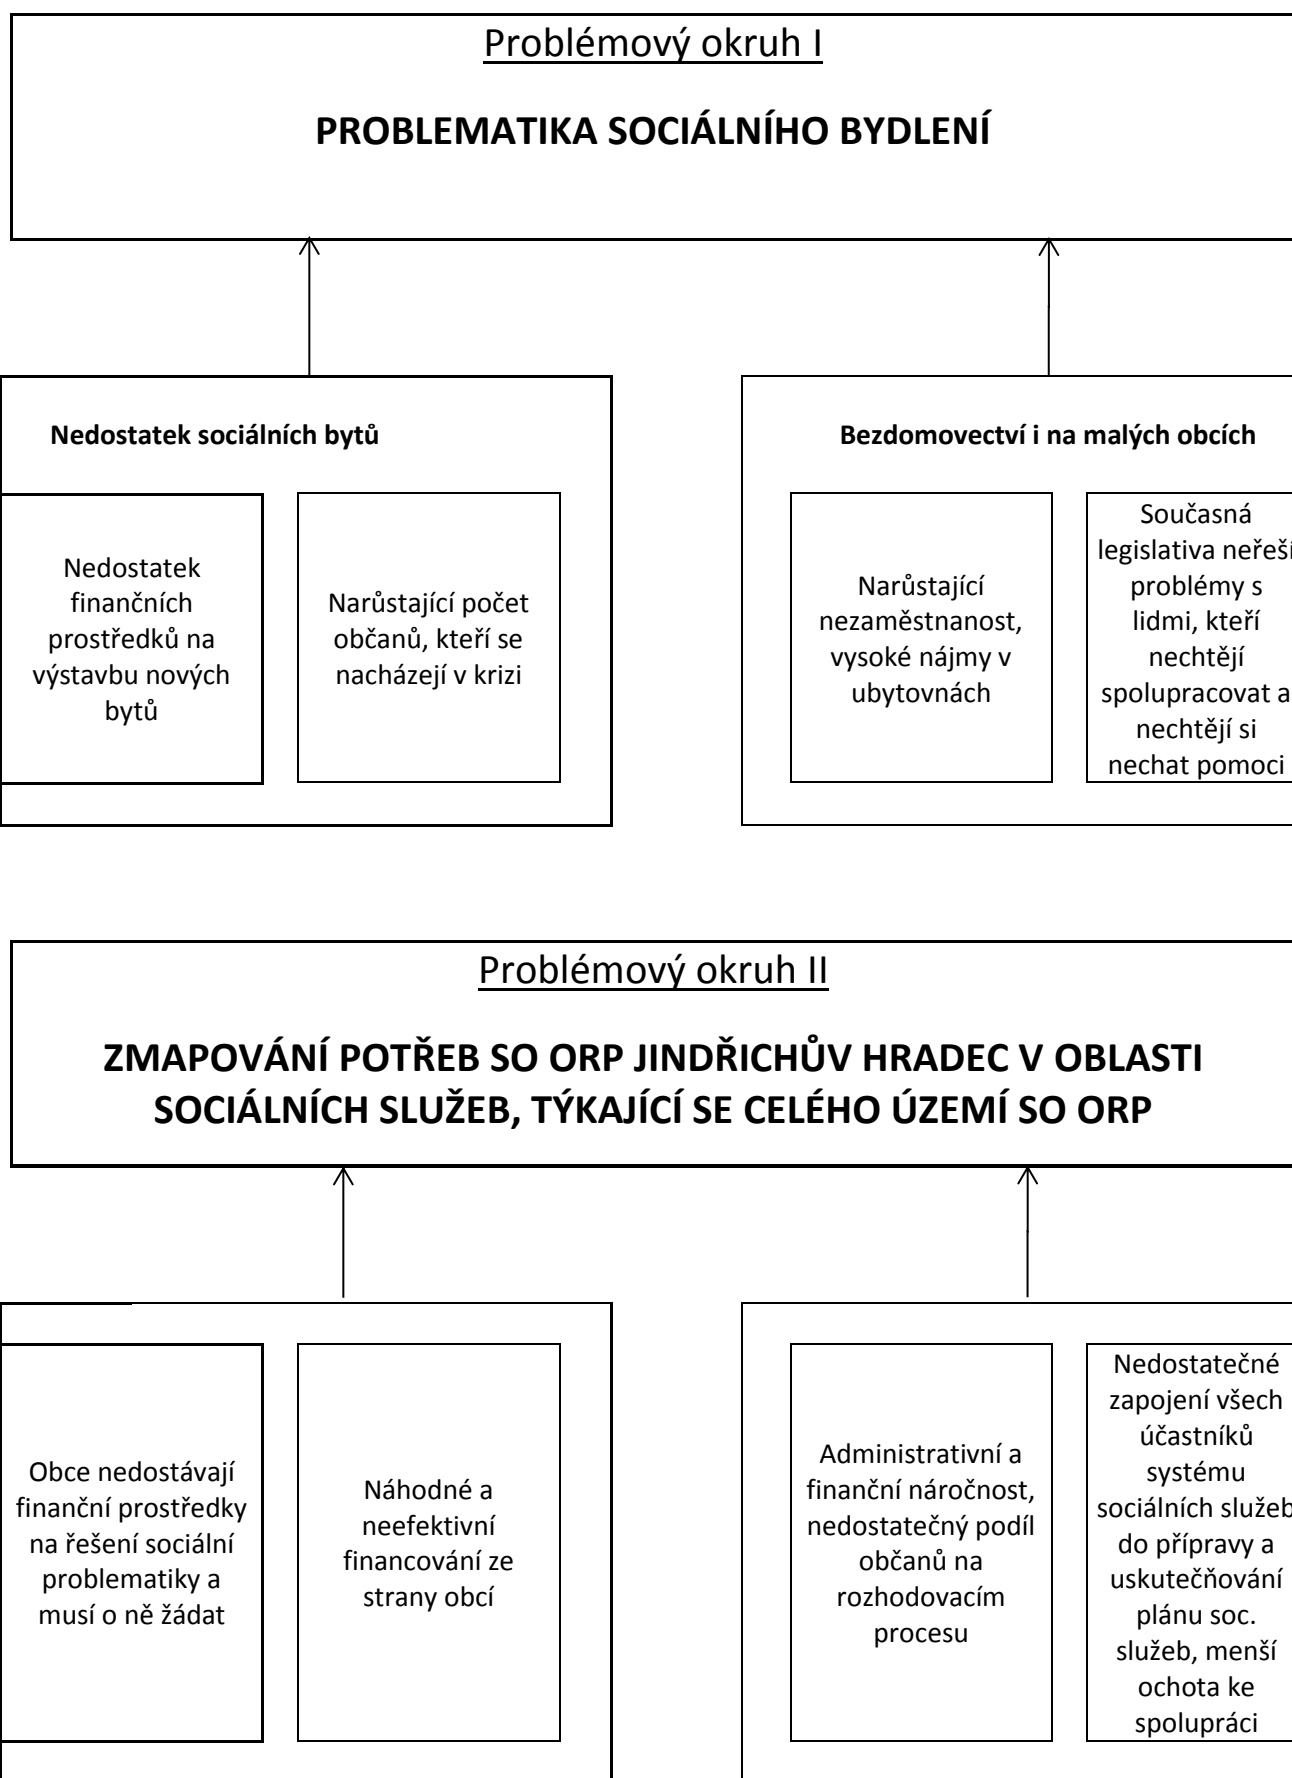 Problémový okruh I
PROBLEMATIKA SOCIÁLNÍHO BYDLENÍ
Nedostatek sociálních bytů
Nedostatek
finančních
prostředků na
výstavbu nových
bytů
Narůstající počet
občanů, kteří se
nacházejí v krizi
Bezdomovectví i na malých obcích
Narůstající
nezaměstnanost,
vysoké nájmy v
ubytovnách
Současná
legislativa neřeší
problémy s
lidmi, kteří
nechtějí
spolupracovat a
nechtějí si
nechat pomoci
Problémový okruh II
ZMAPOVÁNÍ POTŘEB SO ORP JINDŘICHŮV HRADEC V OBLASTI
SOCIÁLNÍCH SLUŽEB, TÝKAJÍCÍ SE CELÉHO ÚZEMÍ SO ORP
Obce nedostávají
finanční prostředky
na řešení sociální
problematiky a
musí o ně žádat
Náhodné a
neefektivní
financování ze
strany obcí
Administrativní a
finanční náročnost,
nedostatečný podíl
občanů na
rozhodovacím
procesu
Nedostatečné
zapojení všech
účastníků
systému
sociálních služeb
do přípravy a
uskutečňování
plánu soc.
služeb, menší
ochota ke
spolupráci